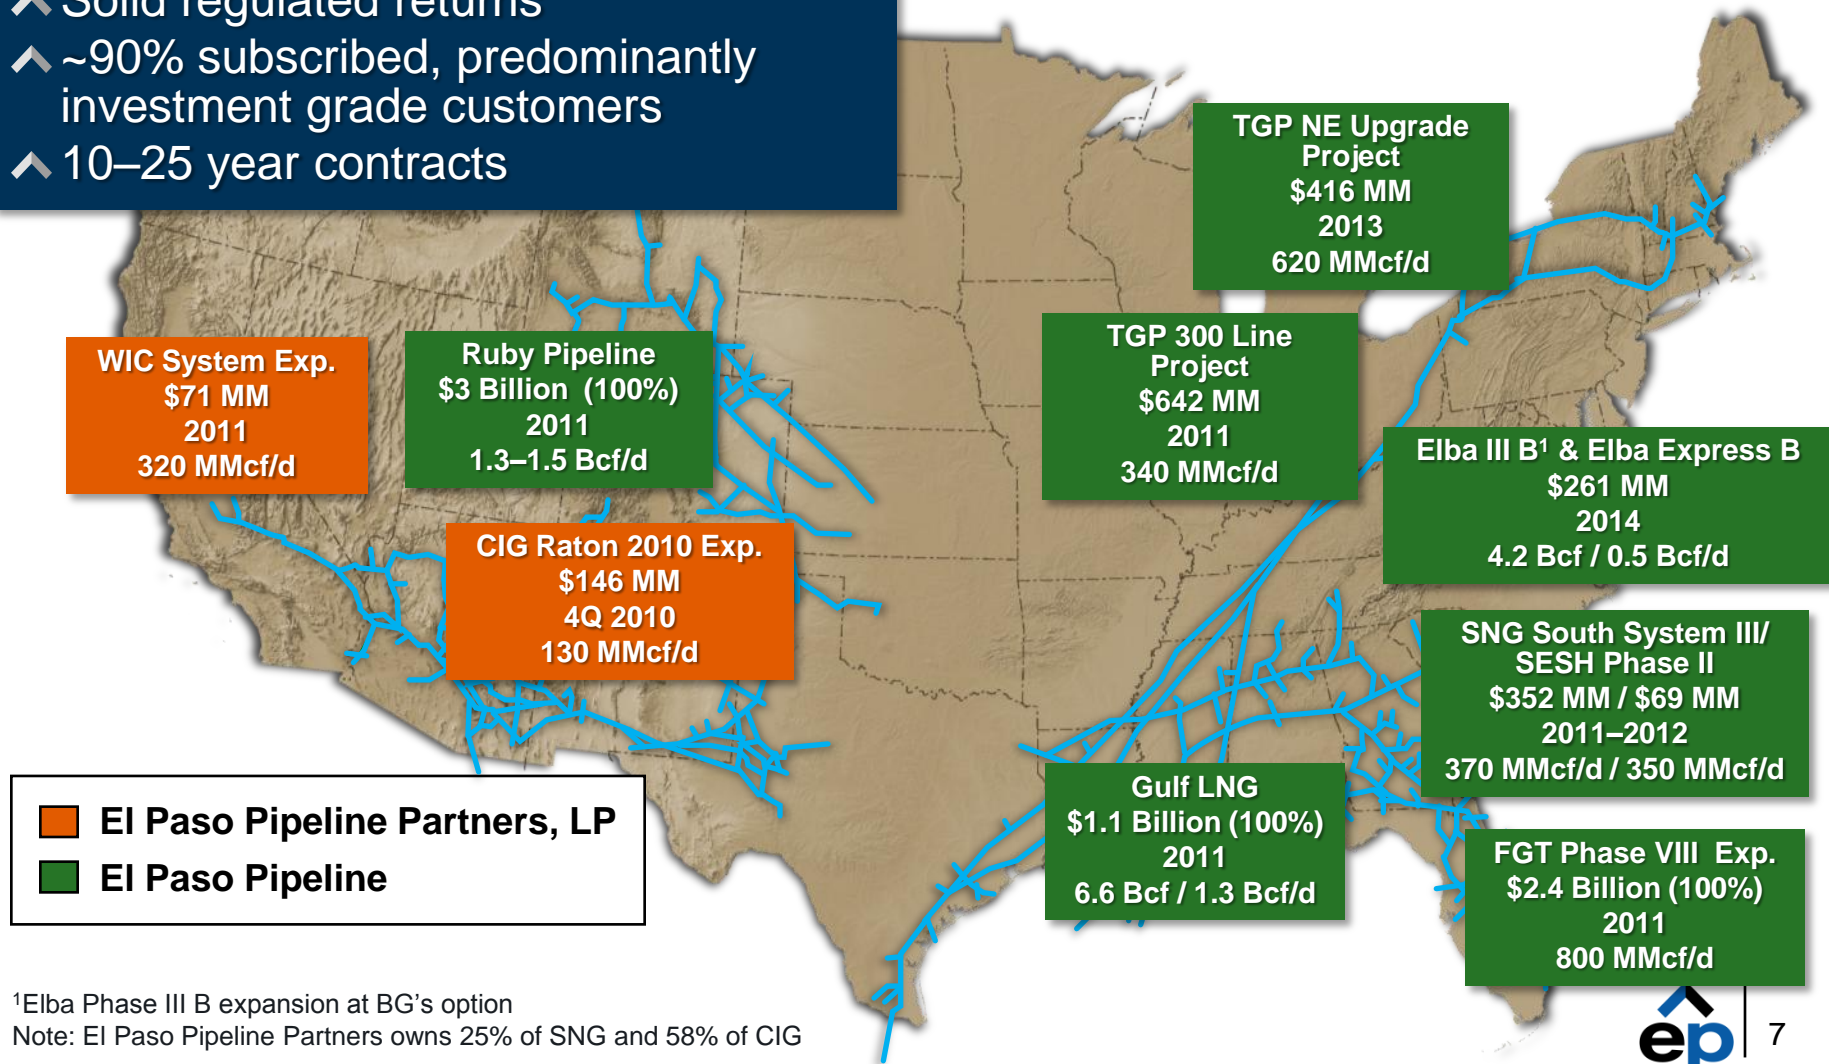 Solid regulated returns
~90% subscribed, predominantly
investment grade customers
10–25 year contracts
TGP NE Upgrade
Project
$416 MM
2013
620 MMcf/d
WIC System Exp.
$71 MM
2011
320 MMcf/d
Ruby Pipeline
$3 Billion (100%)
2011
1.3–1.5 Bcf/d
TGP 300 Line
Project
$642 MM
2011
340 MMcf/d
Elba III B¹ & Elba Express B
$261 MM
2014
4.2 Bcf / 0.5 Bcf/d
CIG Raton 2010 Exp.
$146 MM
4Q 2010
130 MMcf/d
SNG South System III/
SESH Phase II
$352 MM / $69 MM
2011–2012
370 MMcf/d / 350 MMcf/d
Gulf LNG
$1.1 Billion (100%)
2011
6.6 Bcf / 1.3 Bcf/d
FGT Phase VIII Exp.
$2.4 Billion (100%)
2011
800 MMcf/d
El Paso Pipeline Partners, LP
El Paso Pipeline
¹Elba Phase III B expansion at BG's option
Note: El Paso Pipeline Partners owns 25% of SNG and 58% of CIG
ep
7